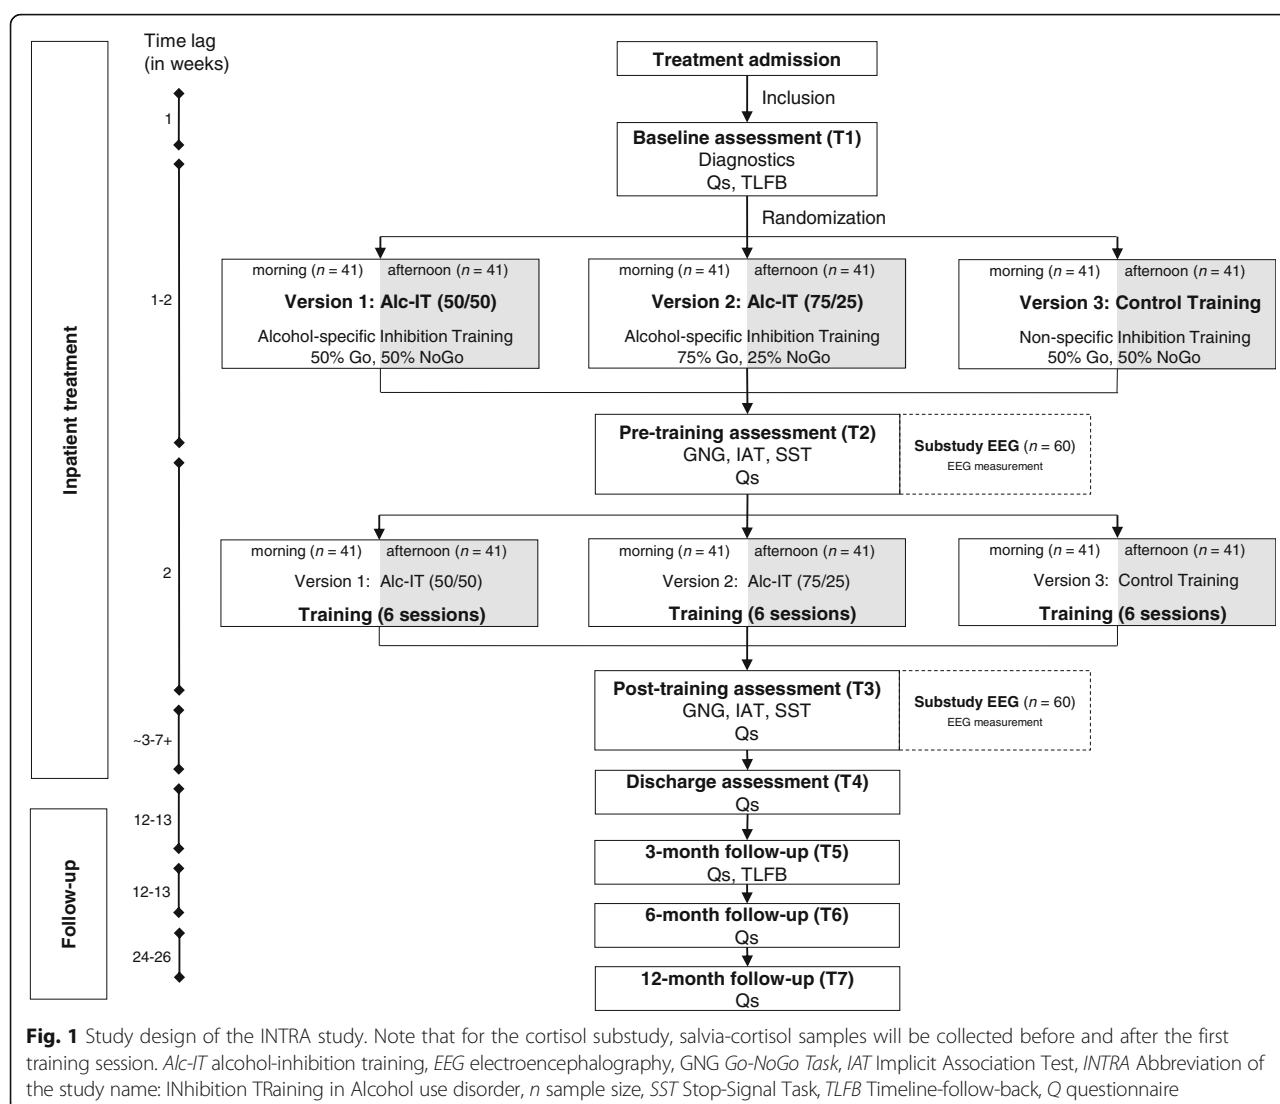 Time lag
(in weeks)
Inpatient treatment
Follow-up
1
1-2
2
~3-7+
12-13
12-13
24-26
Treatment admission
Inclusion
Baseline assessment (T1)
Diagnostics
Qs, TLFB
Randomization
morning (n = 41) afternoon (n = 41)
Version 1: Alc-IT (50/50)
Alcohol-specific Inhibition Training
50% Go, 50% NoGo
morning (n = 41) afternoon (n = 41)
Version 2: Alc-IT (75/25)
Alcohol-specific Inhibition Training
75% Go, 25% NoGo
morning (n = 41) afternoon (n = 41)
Version 3: Control Training
Non-specific Inhibition Training
50% Go, 50% NoGo
Pre-training assessment (T2)
GNG, IAT, SST
Qs
Substudy EEG (n = 60)
EEG measurement
morning (n = 41) afternoon (n = 41)
Version 1: Alc-IT (50/50)
Training (6 sessions)
morning (n = 41) afternoon (n = 41)
Version 2: Alc-IT (75/25)
Training (6 sessions)
morning (n = 41) afternoon (n = 41)
Version 3: Control Training
Training (6 sessions)
Post-training assessment (T3)
GNG, IAT, SST
Qs
Substudy EEG (n = 60)
EEG measurement
Discharge assessment (T4)
Qs
3-month follow-up (T5)
Qs, TLFB
6-month follow-up (T6)
Qs
12-month follow-up (T7)
Qs
Fig. 1 Study design of the INTRA study. Note that for the cortisol substudy, salvia-cortisol samples will be collected before and after the first
training session. Alc-IT alcohol-inhibition training, EEG electroencephalography, GNG Go-NoGo Task, IAT Implicit Association Test, INTRA Abbreviation of
the study name: INhibition TRaining in Alcohol use disorder, n sample size, SST Stop-Signal Task, TLFB Timeline-follow-back, Q questionnaire